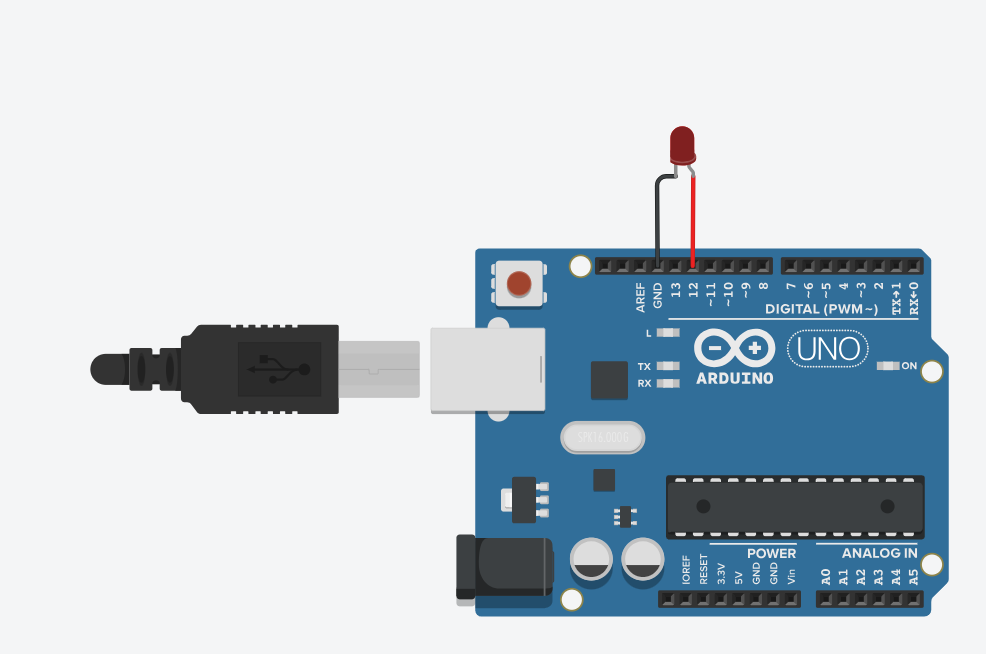 AREF
GND
13
12
~11
~10
~9
8
7
~6
~5
4
~3
2
TX→1
RX←0
DIGITAL (PWM~)
L
TX
RX
ARDUINO
UNO
ON
SPK16.000G
POWER
ANALOG IN
IOREF
RESET
3.3V
5V
GND
GND
Vin
A0
A1
A2
A3
A4
A5